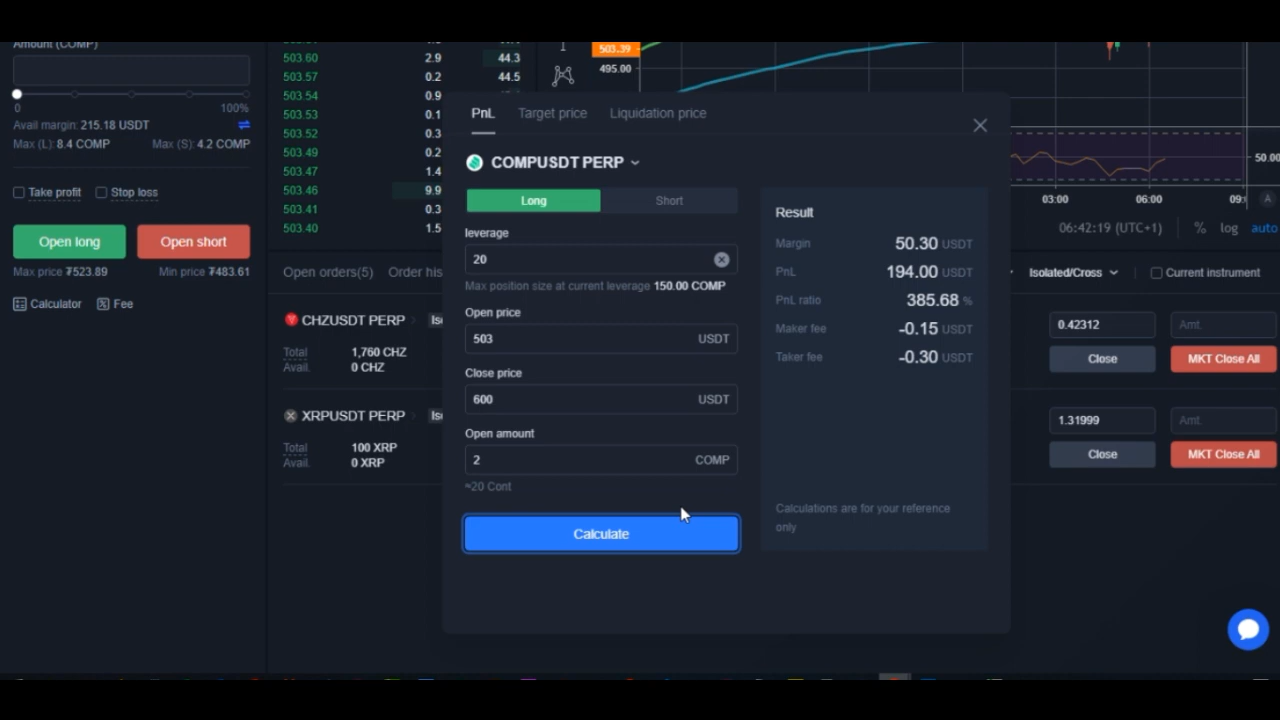 Amount (COMP)
0 100%
Avail margin: 215.18 USDT
Max (L): 8.4 COMP Max (S): 4.2 COMP
Take profit Stop loss
Open long Open short
Max price ₮523.89 Min price ₮483.61
Calculator Fee
503.60 2.9 44.3
503.57 0.2 44.5
503.54 0.9
503.53 0.1
503.52 0.3
503.49 0.2
503.47 1.4
503.46 9.9
503.41 0.3
503.40 1.5
503.39
495.00
50.00
03:00 06:00 09: A
06:42:19 (UTC+1) % log auto
PnL Target price Liquidation price
COMPUSDT PERP
Long Short
leverage
20
Max position size at current leverage 150.00 COMP
Open price
503 USDT
Close price
600 USDT
Open amount
2 COMP
≈20 Cont
Calculate
Result
Margin 50.30 USDT
PnL 194.00 USDT
PnL ratio 385.68 %
Maker fee -0.15 USDT
Taker fee -0.30 USDT
Calculations are for your reference
only
Open orders(5) Order his
Isolated/Cross Current instrument
CHZUSDT PERP Iso
Total 1,760 CHZ
Avail. 0 CHZ
0.42312 Amt.
Close MKT Close All
XRPUSDT PERP Iso
Total 100 XRP
Avail. 0 XRP
1.31999 Amt.
Close MKT Close All